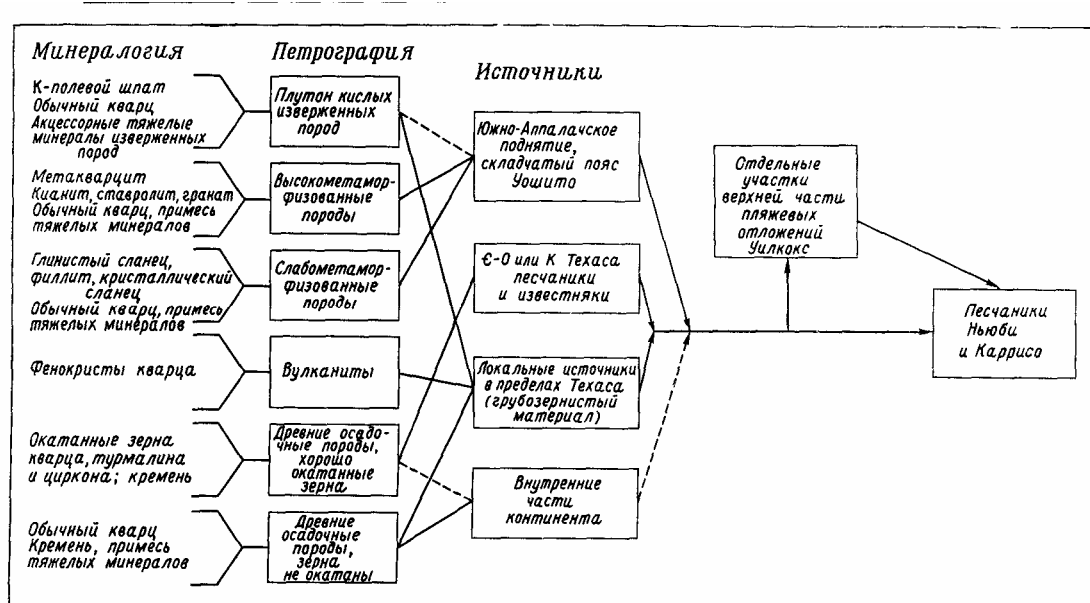 Минералогия
К-полевой шпат
Обычный кварц
Акцессорные тяжелые
минералы изверженных
пород
Метакварцит
Кианит, ставролит, гранат
Обычный кварц, примесь
тяжелых минералов
Глинистый сланец,
филлит, кристаллический
сланец
Обычный кварц, примесь
тяжелых минералов
Фенокристы кварца
Окатанные зерна
кварца, турмалина
и циркона; кремень
Обычный кварц
Кремень, примесь
тяжелых минералов
Петрография
Плутон кислых
изверженных
пород
Высокометамор-
физованные
породы
Слабометамор-
физованные
породы
Вулканиты
Древние осадо-
чные породы,
хорошо
окатанные
зерна
Древние
осадочные
породы,
зерна
не окатаны
Источники
Южно-Аппалачское
поднятие,
складчатый пояс
Уошито
Є-О или К Техаса
песчаники
и известняки
Локальные источники
в пределах Техаса
(грубозернистый
материал)
Внутренние
части
континента
Отдельные
участки
верхней части
пляжевых
отложений
Уилкокс
Песчаники
Ньюби
и Каррисо